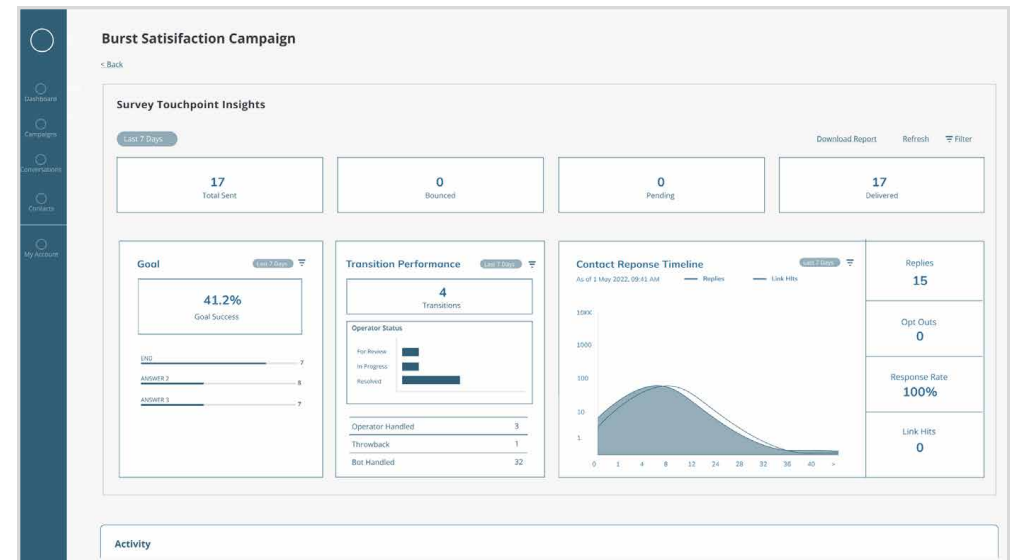 Burst Satisifaction Campaign
< Back
Dashboard
Campaigns
Conversations
Contacts
My Account
Survey Touchpoint Insights
Last 7 Days
Download Report
Refresh
Filter
17
Total Sent
0
Bounced
0
Pending
17
Delivered
Goal
Last 7 Days
41.2%
Goal Success
END
7
ANSWER 2
5
ANSWER 3
7
Transition Performance
Last 7 Days
4
Transitions
Operator Status
For Review
In Progress
Resolved
Operator Handled 3
Throwback 1
Bot Handled 32
Contact Reponse Timeline
Last 7 Days
As of 1 May 2022, 09:41 AM
Replies
Link Hits
1000
100
10
1
0 1 4 8 12 24 28 32 36 40 >
Replies
15
Opt Outs
0
Response Rate
100%
Link Hits
0
Activity